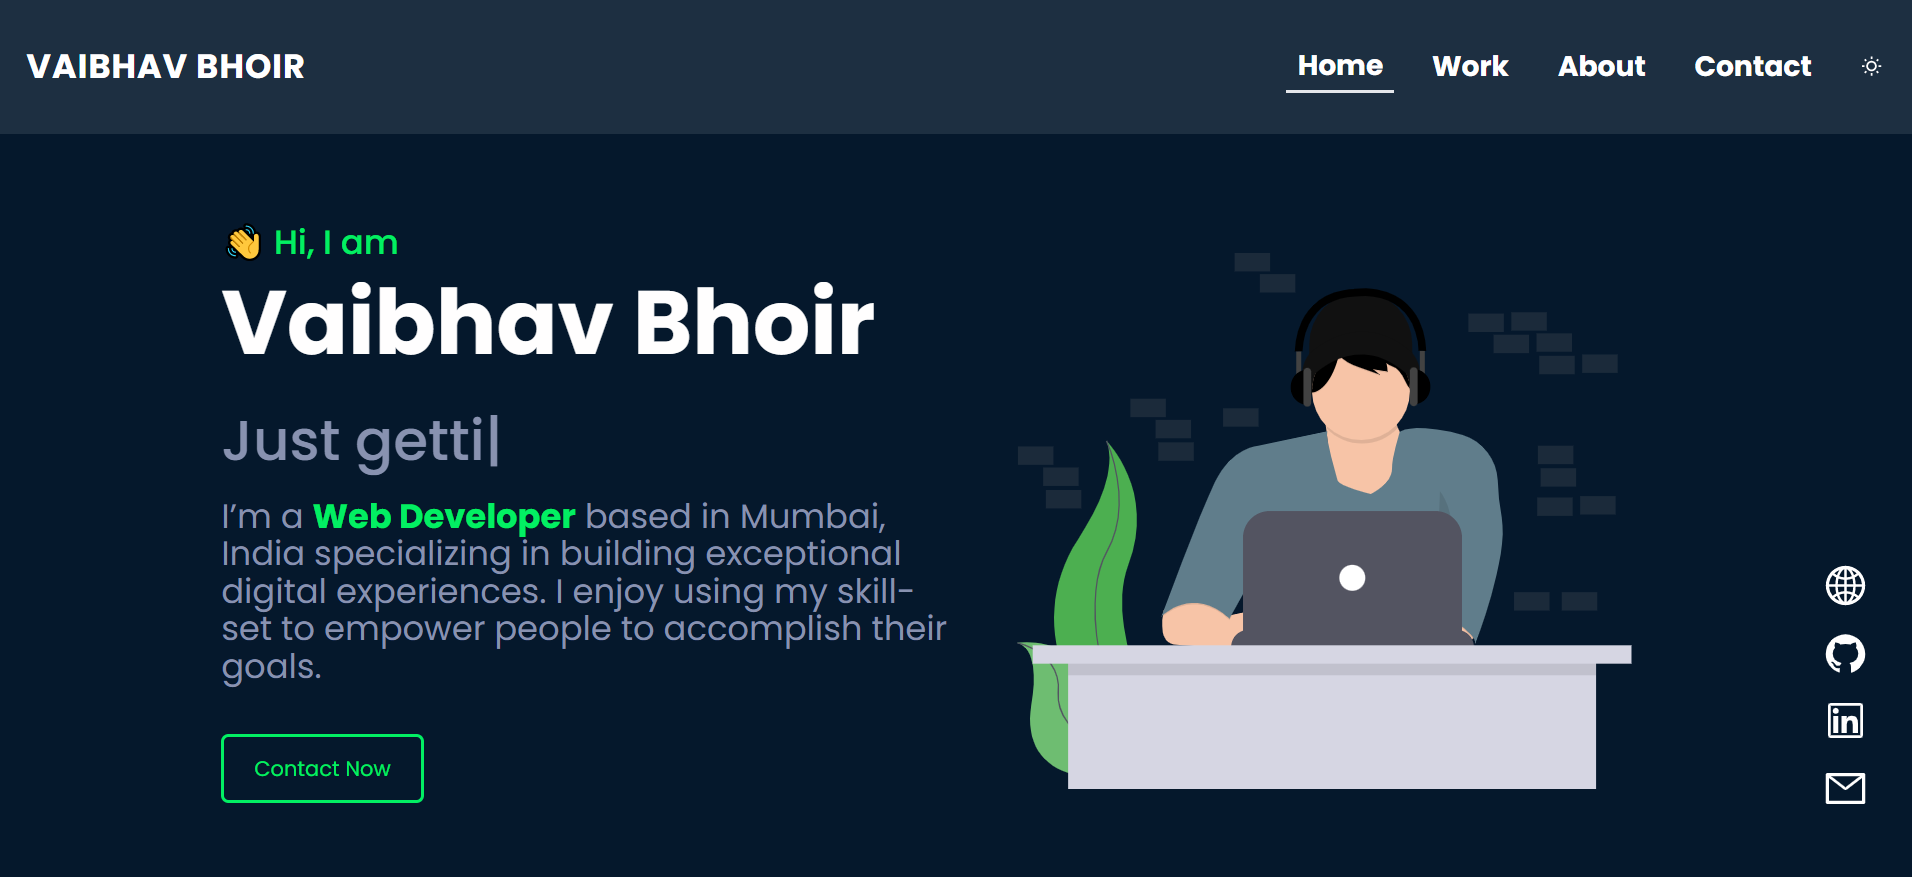 VAIBHAV BHOIR
Home Work About Contact
👋 Hi, I am
Vaibhav Bhoir
Just getti|
I’m a Web Developer based in Mumbai,
India specializing in building exceptional
digital experiences. I enjoy using my skill-
set to empower people to accomplish their
goals.
Contact Now
in